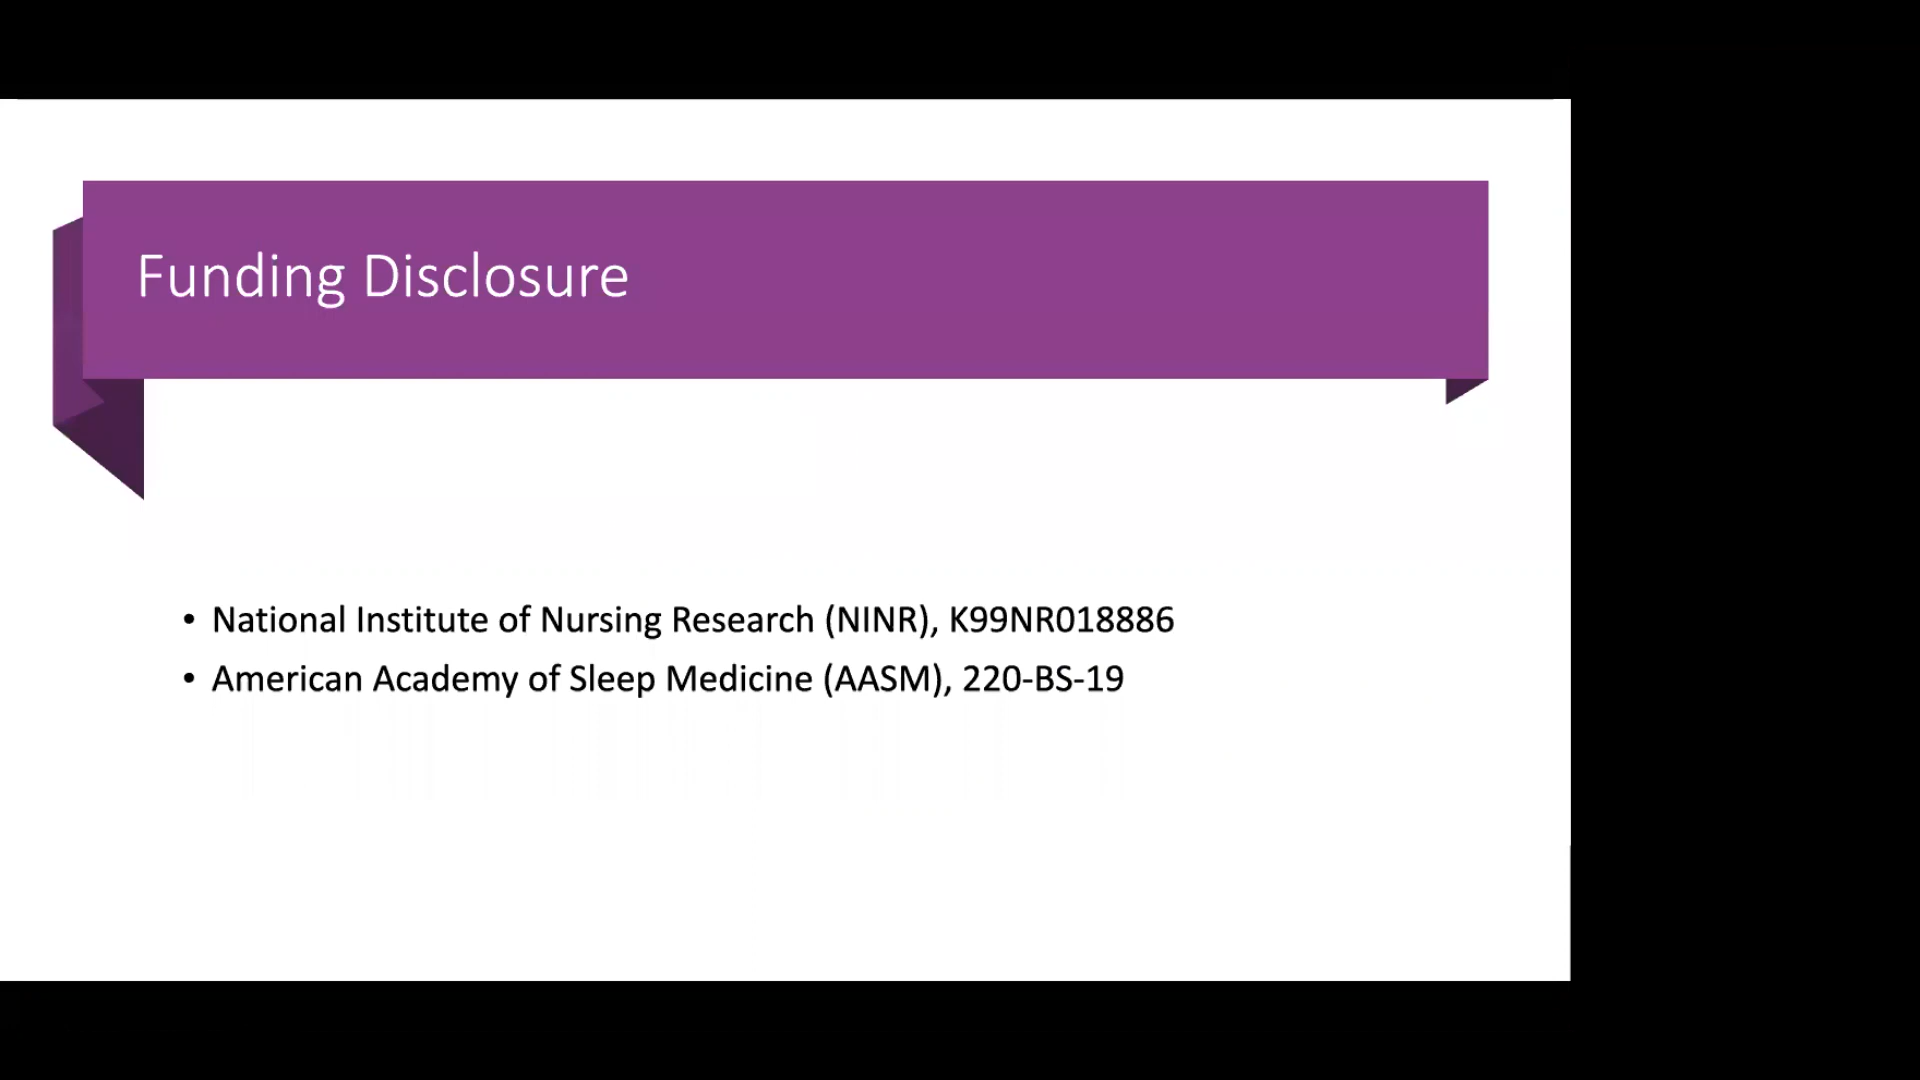 Funding Disclosure
• National Institute of Nursing Research (NINR), K99NR018886
• American Academy of Sleep Medicine (AASM), 220-BS-19